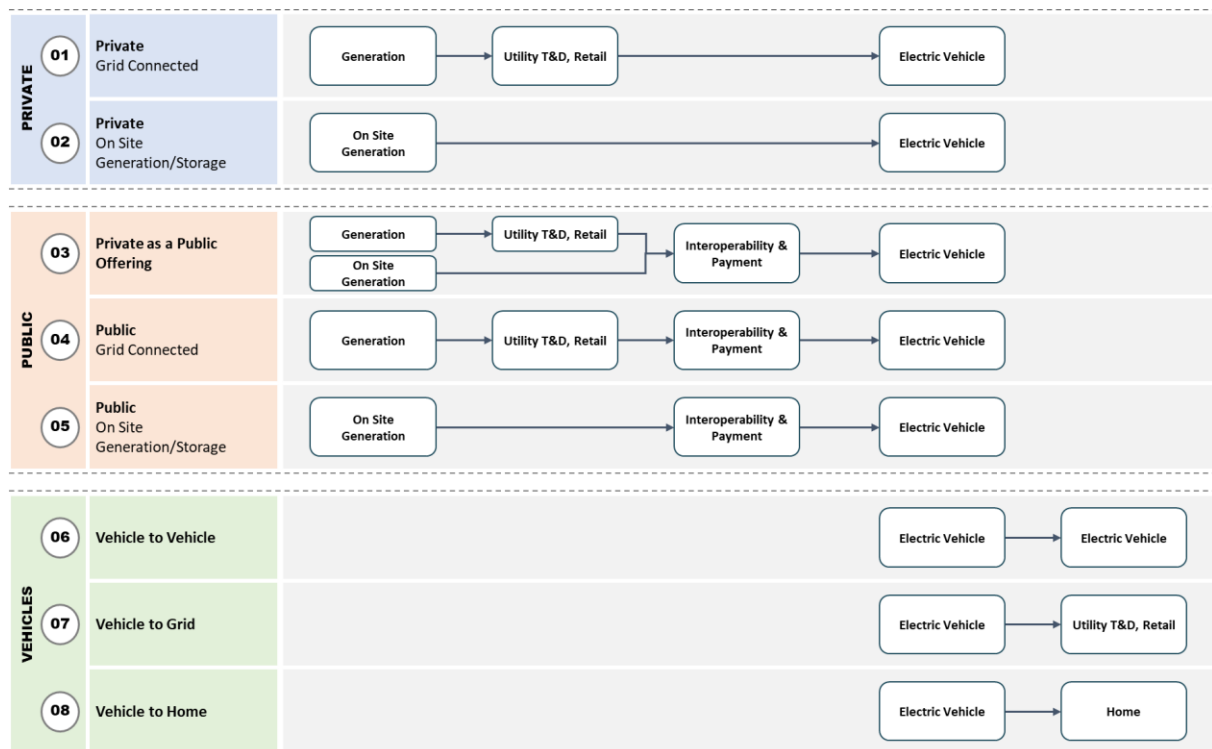 PRIVATE
01
Private
Grid Connected
Generation
Utility T&D, Retail
Electric Vehicle
02
Private
On Site
Generation/Storage
On Site
Generation
Electric Vehicle
PUBLIC
03
Private as a Public
Offering
Generation
Utility T&D, Retail
On Site
Generation
Interoperability &
Payment
Electric Vehicle
04
Public
Grid Connected
Generation
Utility T&D, Retail
Interoperability &
Payment
Electric Vehicle
05
Public
On Site
Generation/Storage
On Site
Generation
Interoperability &
Payment
Electric Vehicle
VEHICLES
06
Vehicle to Vehicle
Electric Vehicle
Electric Vehicle
07
Vehicle to Grid
Electric Vehicle
Utility T&D, Retail
08
Vehicle to Home
Electric Vehicle
Home